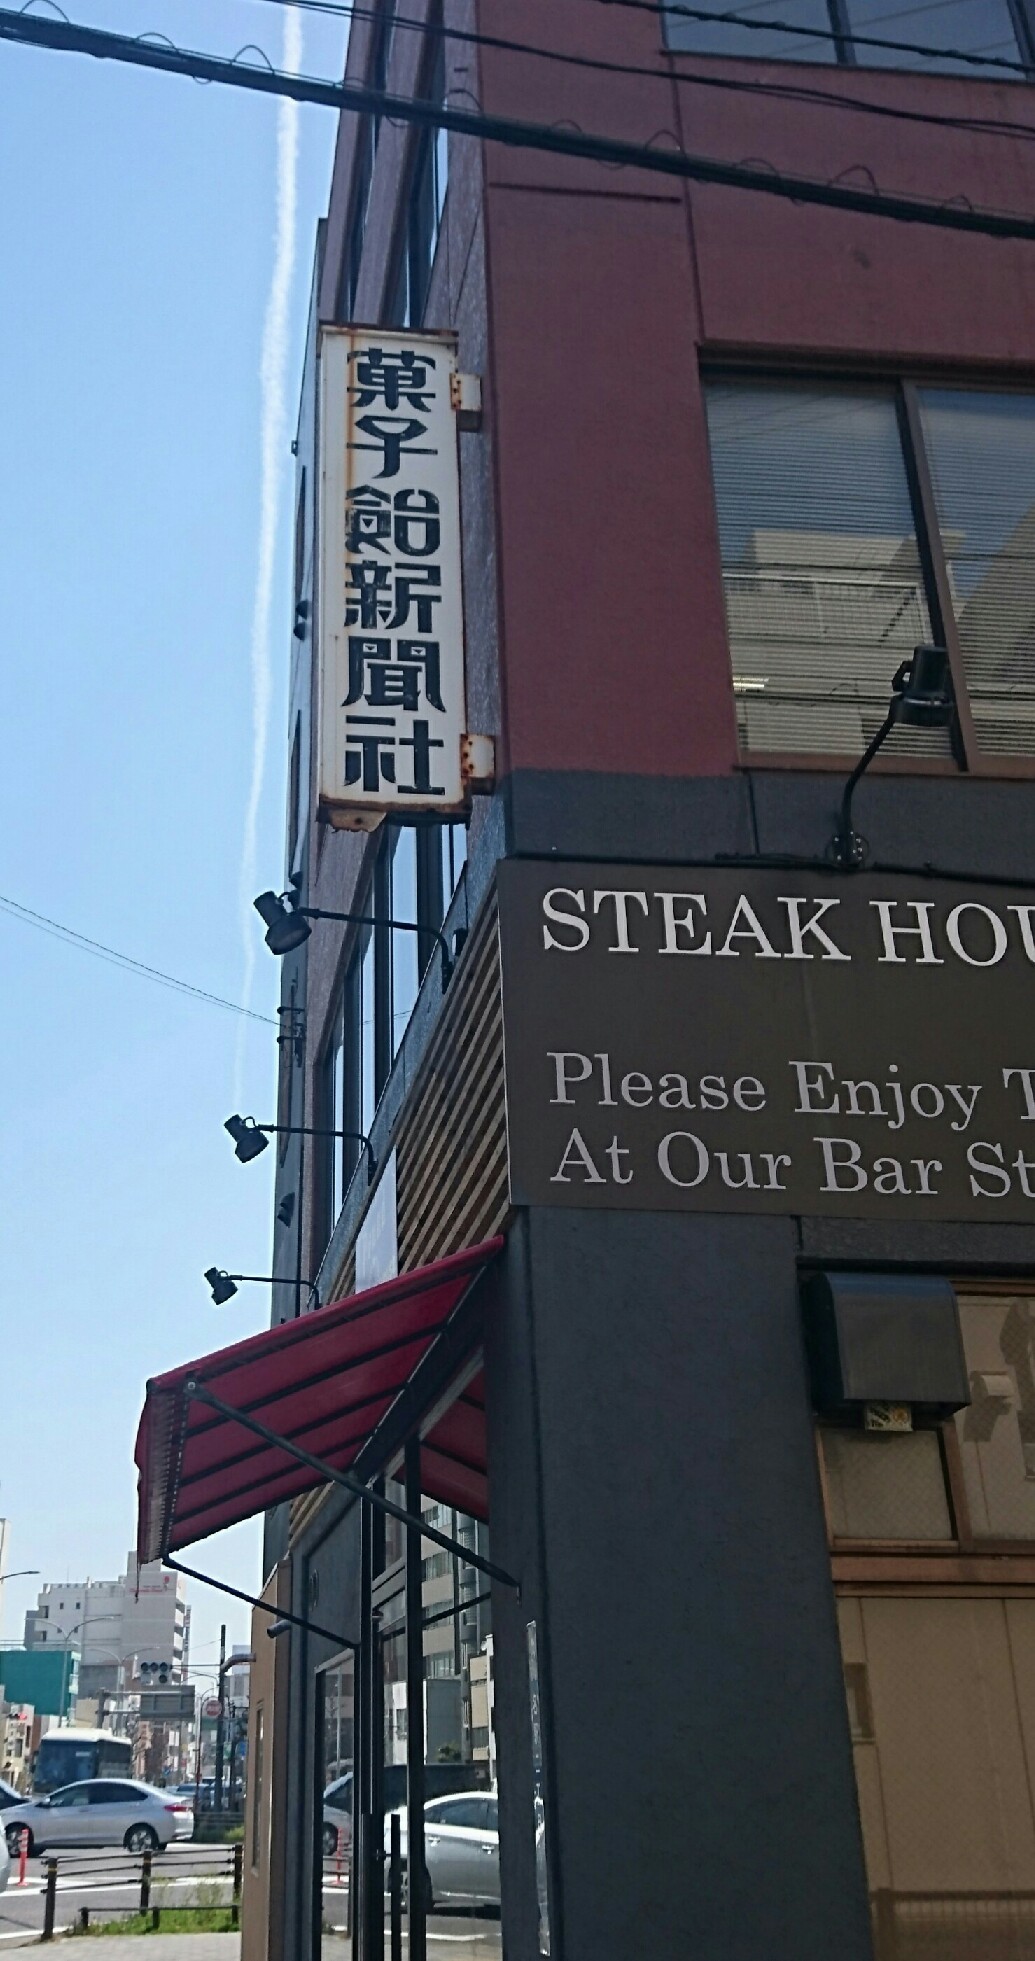 菓子飴新聞社
STEAK HOU
Please Enjoy T
At Our Bar St